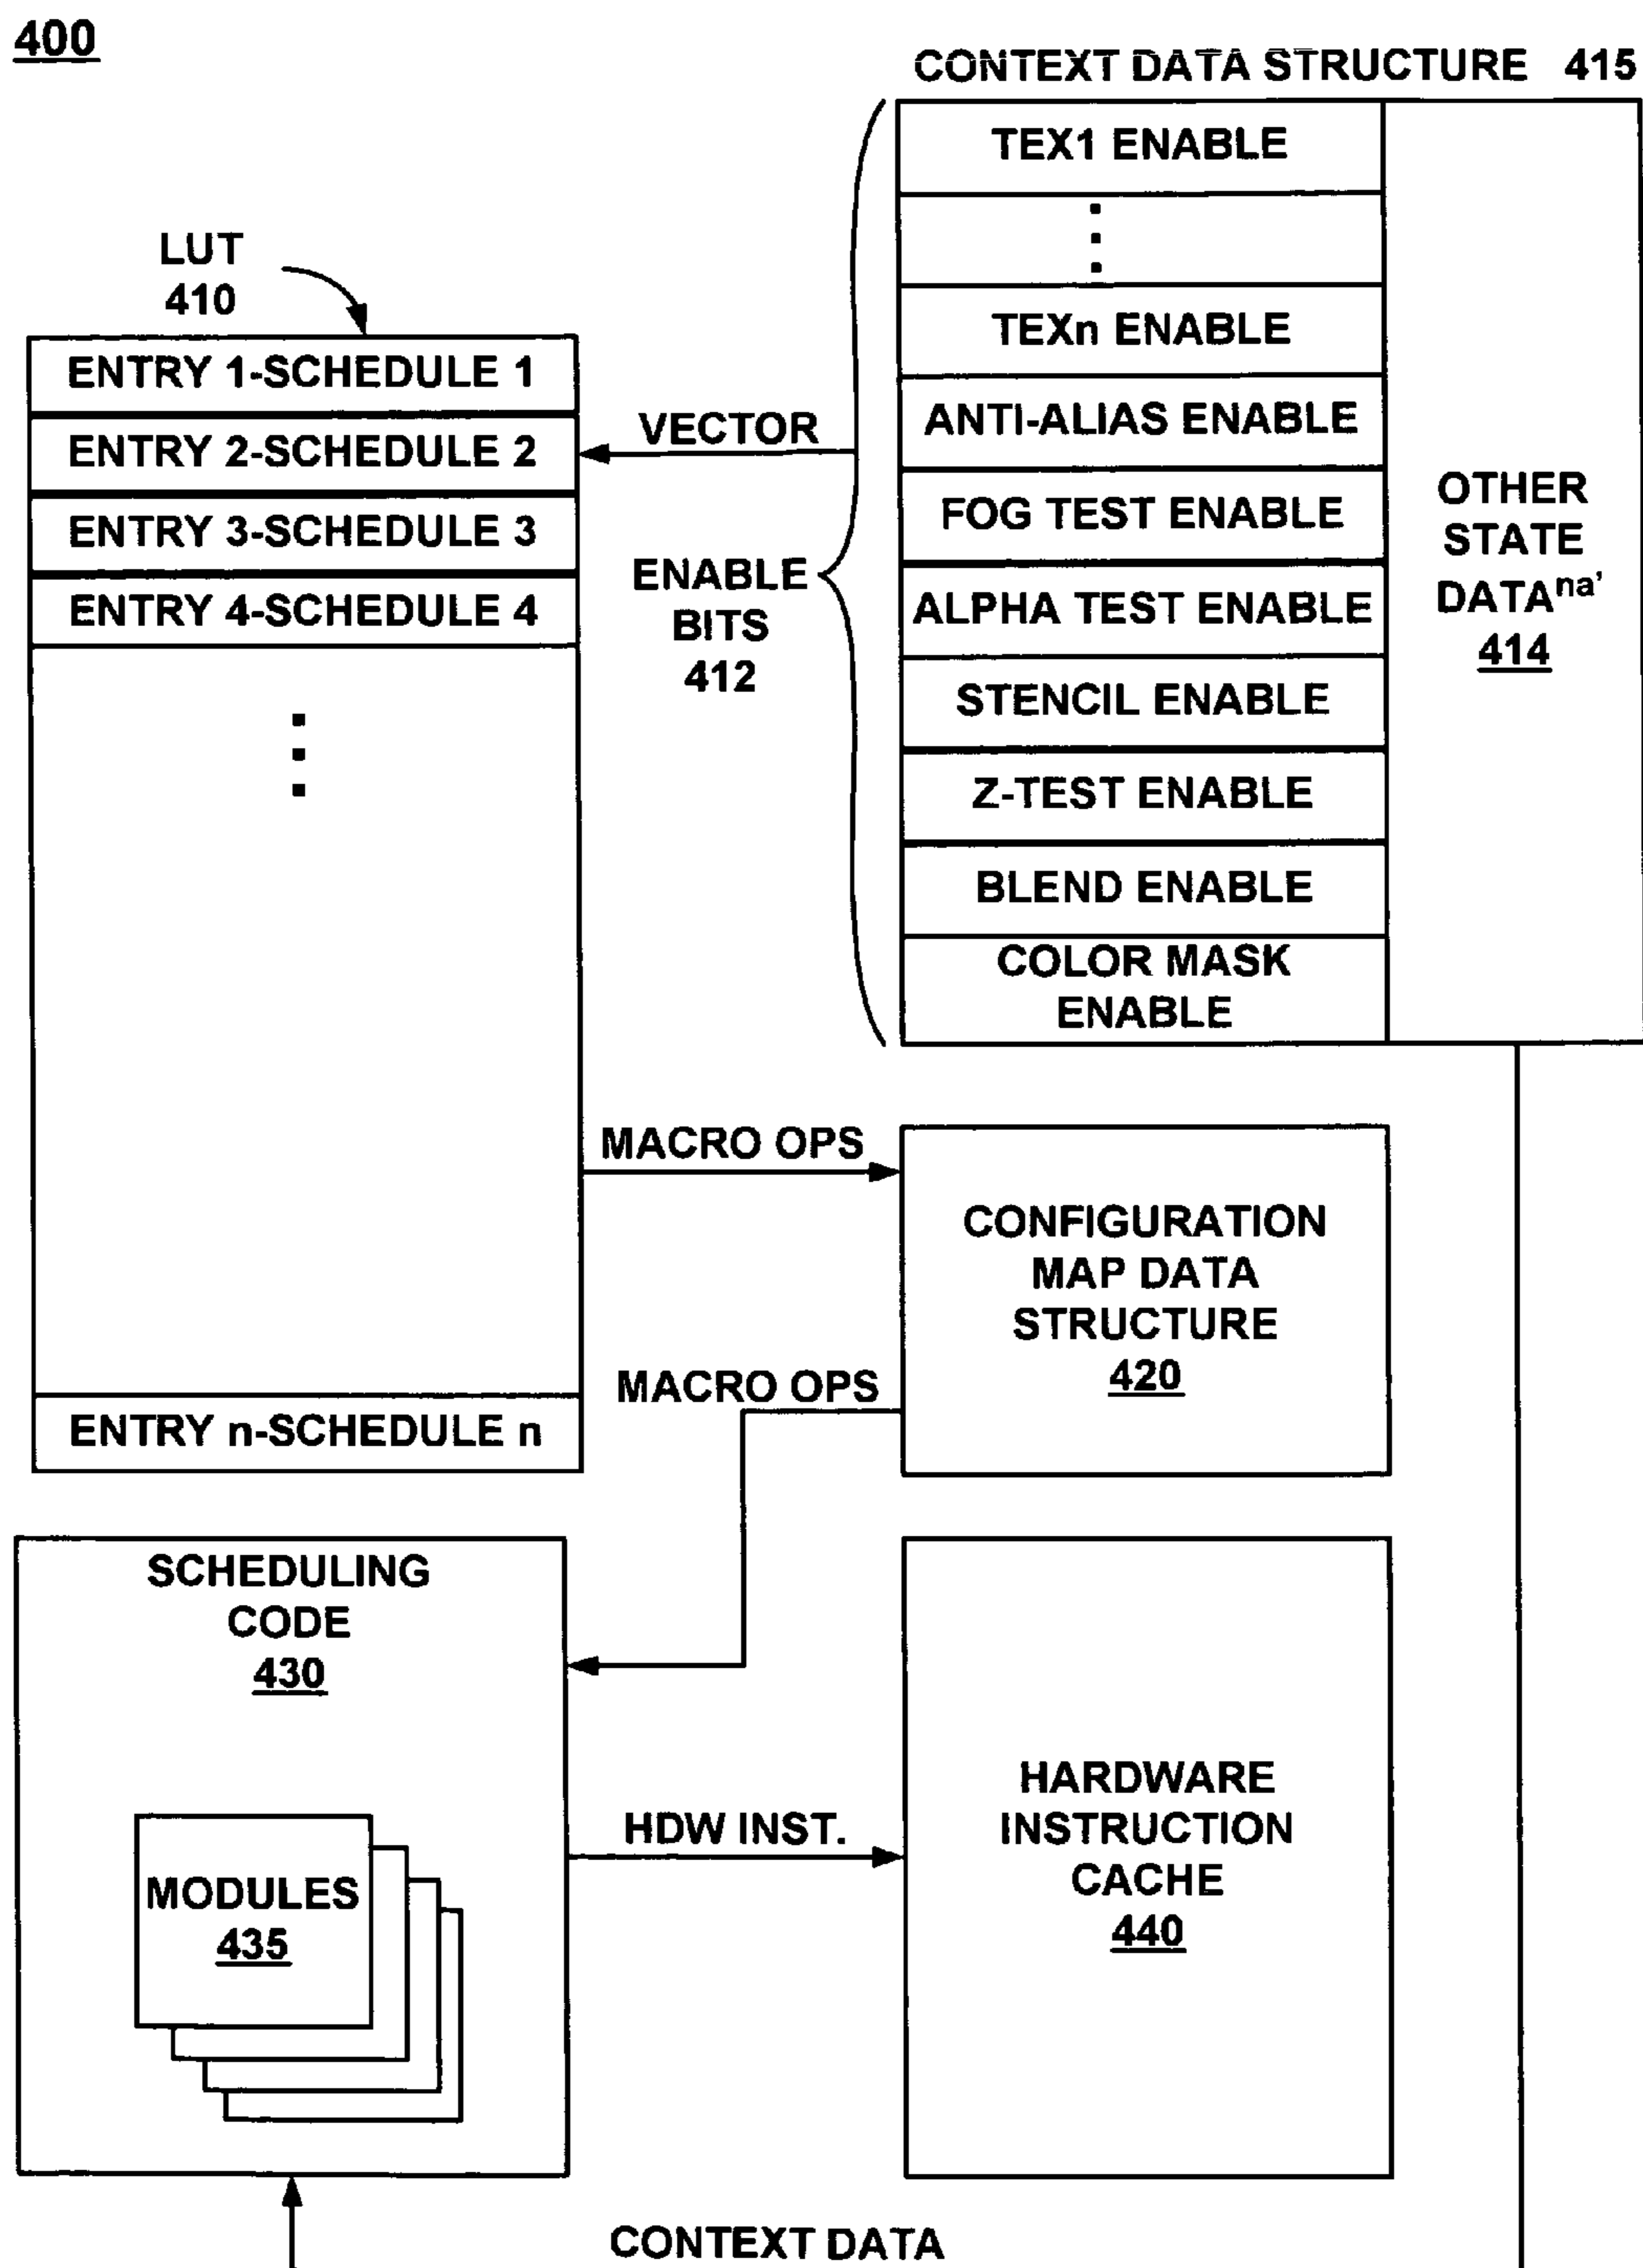 400
CONTEXT DATA STRUCTURE 415
TEX1 ENABLE
TEXn ENABLE
ANTI-ALIAS ENABLE
FOG TEST ENABLE
ALPHA TEST ENABLE
STENCIL ENABLE
Z-TEST ENABLE
BLEND ENABLE
COLOR MASK
ENABLE
OTHER
STATE
DATAna'
414
LUT
410
ENTRY 1-SCHEDULE 1
ENTRY 2-SCHEDULE 2
ENTRY 3-SCHEDULE 3
ENTRY 4-SCHEDULE 4
ENTRY n-SCHEDULE n
VECTOR
ENABLE
BITS
412
MACRO OPS
CONFIGURATION
MAP DATA
STRUCTURE
420
MACRO OPS
SCHEDULING
CODE
430
MODULES
435
HDW INST.
HARDWARE
INSTRUCTION
CACHE
440
CONTEXT DATA